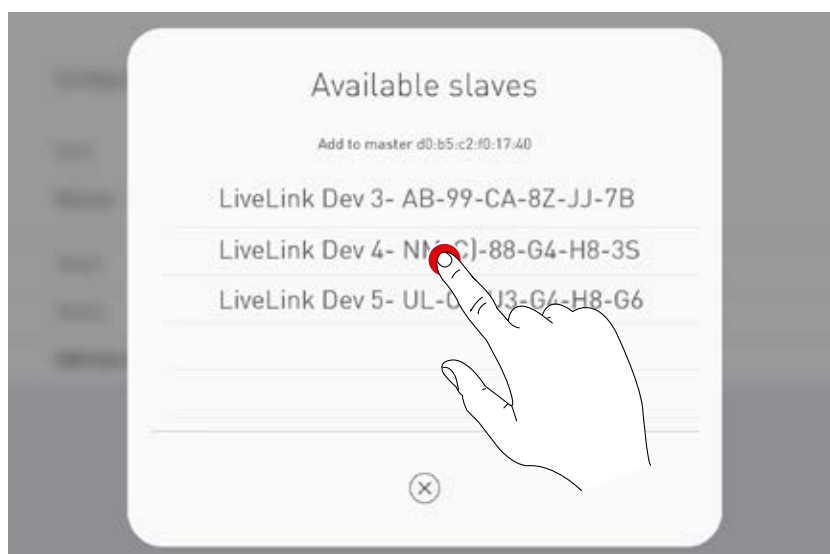 Available slaves
Add to master d0:b5:c2:f0:17:40
LiveLink Dev 3- AB-99-CA-8Z-JJ-7B
LiveLink Dev 4- C)-88-G4-H8-3S
LiveLink Dev 5- G4-H8-G6